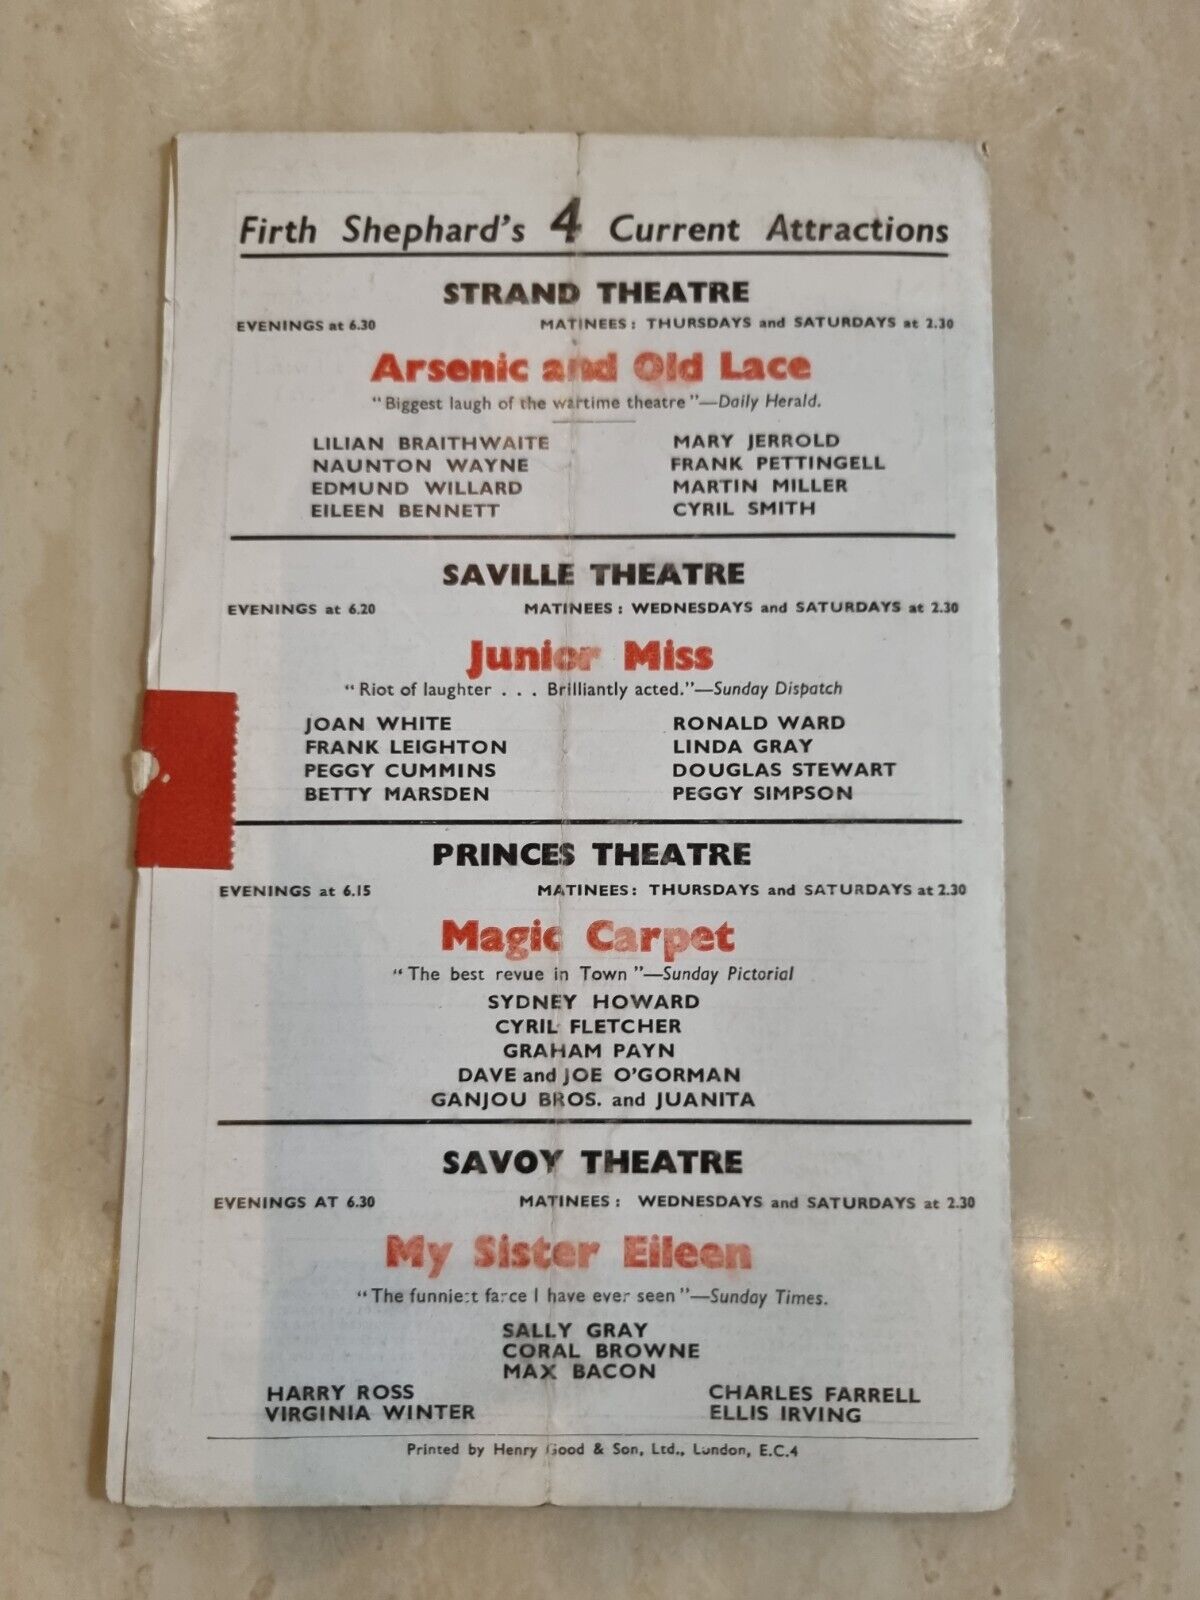 Firth Shephard's 4 Current Attractions
STRAND THEATRE
EVENINGS at 6.30 MATINEES: THURSDAYS and SATURDAYS at 2.30
Arsenic and Old Lace
"Biggest laugh of the wartime theatre"—Daily Herald.
LILIAN BRAITHWAITE MARY JERROLD
NAUNTON WAYNE FRANK PETTINGELL
EDMUND WILLARD MARTIN MILLER
EILEEN BENNETT CYRIL SMITH
SAVILLE THEATRE
EVENINGS at 6.20 MATINEES: WEDNESDAYS and SATURDAYS at 2.30
Junior Miss
"Riot of laughter . . . Brilliantly acted."—Sunday Dispatch
JOAN WHITE RONALD WARD
FRANK LEIGHTON LINDA GRAY
PEGGY CUMMINS DOUGLAS STEWART
BETTY MARSDEN PEGGY SIMPSON
PRINCES THEATRE
EVENINGS at 6.15 MATINEES: THURSDAYS and SATURDAYS at 2.30
Magic Carpet
"The best revue in Town"—Sunday Pictorial
SYDNEY HOWARD
CYRIL FLETCHER
GRAHAM PAYN
DAVE and JOE O'GORMAN
GANJOU BROS. and JUANITA
SAVOY THEATRE
EVENINGS AT 6.30 MATINEES: WEDNESDAYS and SATURDAYS at 2.30
My Sister Eileen
"The funniest farce I have ever seen"—Sunday Times.
SALLY GRAY
CORAL BROWNE
MAX BACON
HARRY ROSS CHARLES FARRELL
VIRGINIA WINTER ELLIS IRVING
Printed by Henry Good & Son, Ltd., London, E.C.4